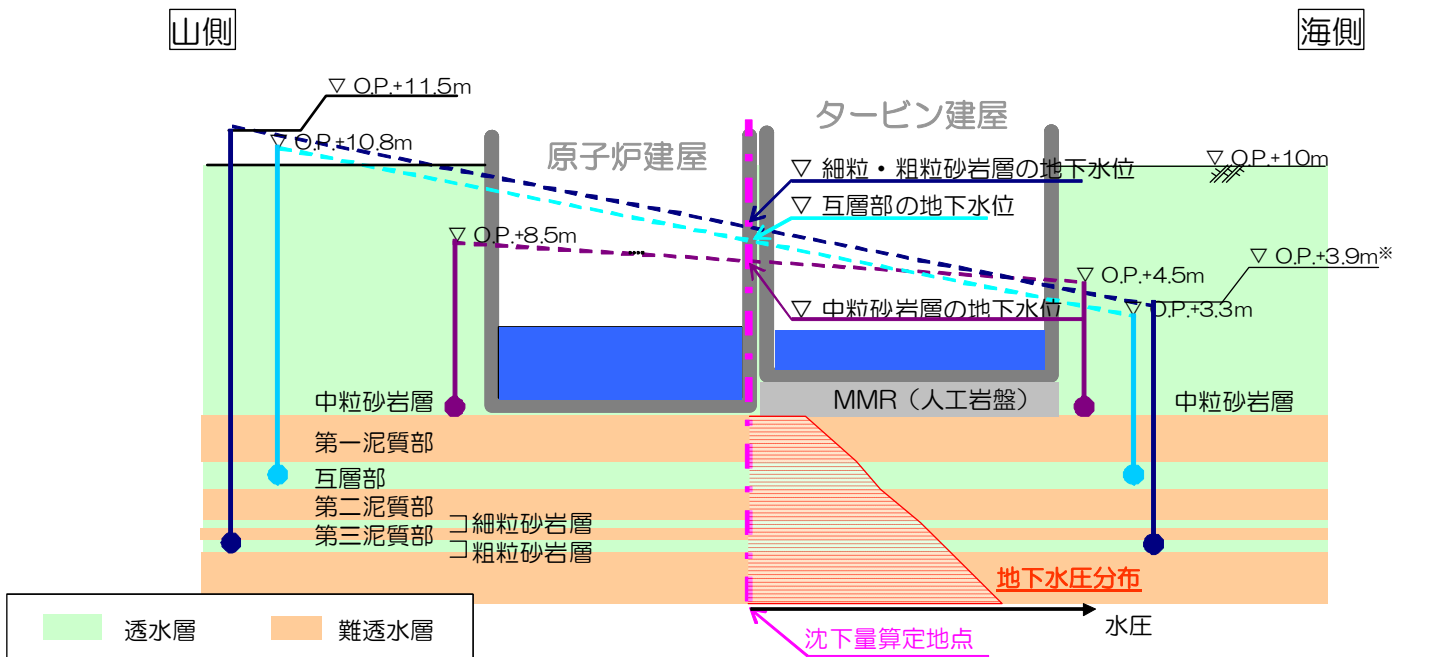 山側
海側
▽ O.P.+11.5m
▽ O.P.+10.8m
原子炉建屋
タービン建屋
▽ 細粒・粗粒砂岩層の地下水位
▽ O.P.+10m
▽ 互層部の地下水位
▽ O.P.+8.5m
▽ O.P.+3.9m※
▽ O.P.+4.5m
▽ 中粒砂岩層の地下水位
▽ O.P.+3.3m
中粒砂岩層
MMR（人工岩盤）
中粒砂岩層
第一泥質部
互層部
第二泥質部
細粒砂岩層
第三泥質部
粗粒砂岩層
地下水圧分布
水圧
沈下量算定地点
透水層
難透水層